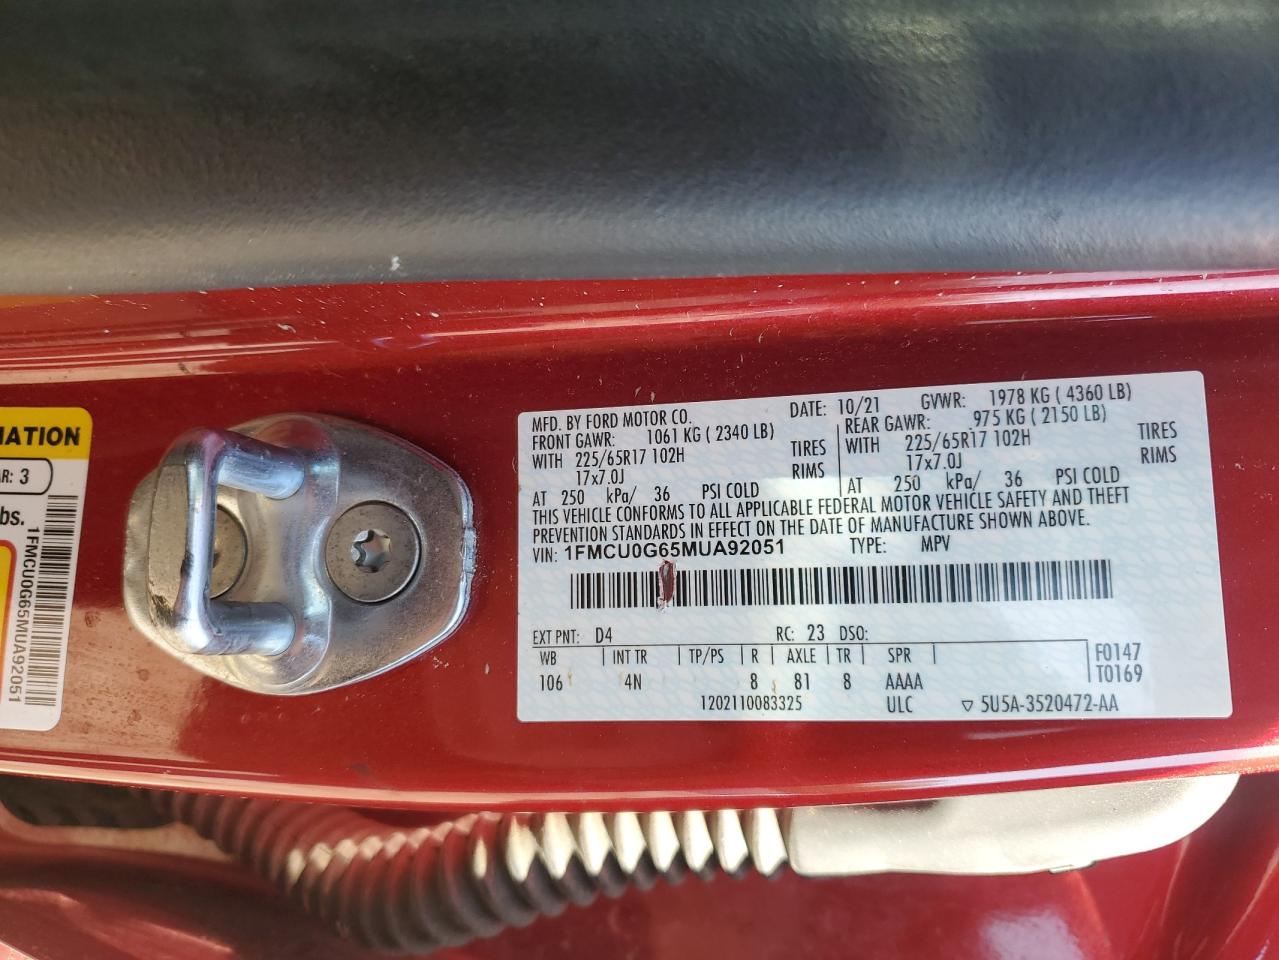 MATION
AR: 3
bs.
1FMCU0G65MUA92051
MFD. BY FORD MOTOR CO. DATE: 10/21 GVWR: 1978 KG ( 4360 LB)
FRONT GAWR: 1061 KG ( 2340 LB) REAR GAWR: 975 KG ( 2150 LB)
WITH 225/65R17 102H TIRES WITH 225/65R17 102H TIRES
17x7.0J RIMS 17x7.0J RIMS
AT 250 kPa/ 36 PSI COLD AT 250 kPa/ 36 PSI COLD
THIS VEHICLE CONFORMS TO ALL APPLICABLE FEDERAL MOTOR VEHICLE SAFETY AND THEFT
PREVENTION STANDARDS IN EFFECT ON THE DATE OF MANUFACTURE SHOWN ABOVE.
VIN: 1FMCU0G65MUA92051 TYPE: MPV
EXT PNT: D4 RC: 23 DSO:
WB INT TR TP/PS R AXLE TR SPR F0147
106 4N 8 81 8 AAAA T0169
1202110083325 ULC ▽ 5U5A-3520472-AA